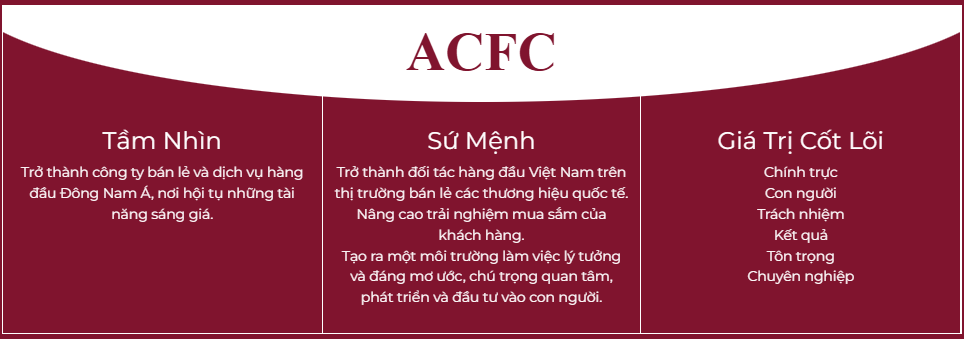 ACFC
Tầm Nhìn
Trở thành công ty bán lẻ và dịch vụ hàng
đầu Đông Nam Á, nơi hội tụ những tài
năng sáng giá.
Sứ Mệnh
Trở thành đối tác hàng đầu Việt Nam trên
thị trường bán lẻ các thương hiệu quốc tế.
Nâng cao trải nghiệm mua sắm của
khách hàng.
Tạo ra một môi trường làm việc lý tưởng
và đáng mơ ước, chú trọng quan tâm,
phát triển và đầu tư vào con người.
Giá Trị Cốt Lõi
Chính trực
Con người
Trách nhiệm
Kết quả
Tôn trọng
Chuyên nghiệp